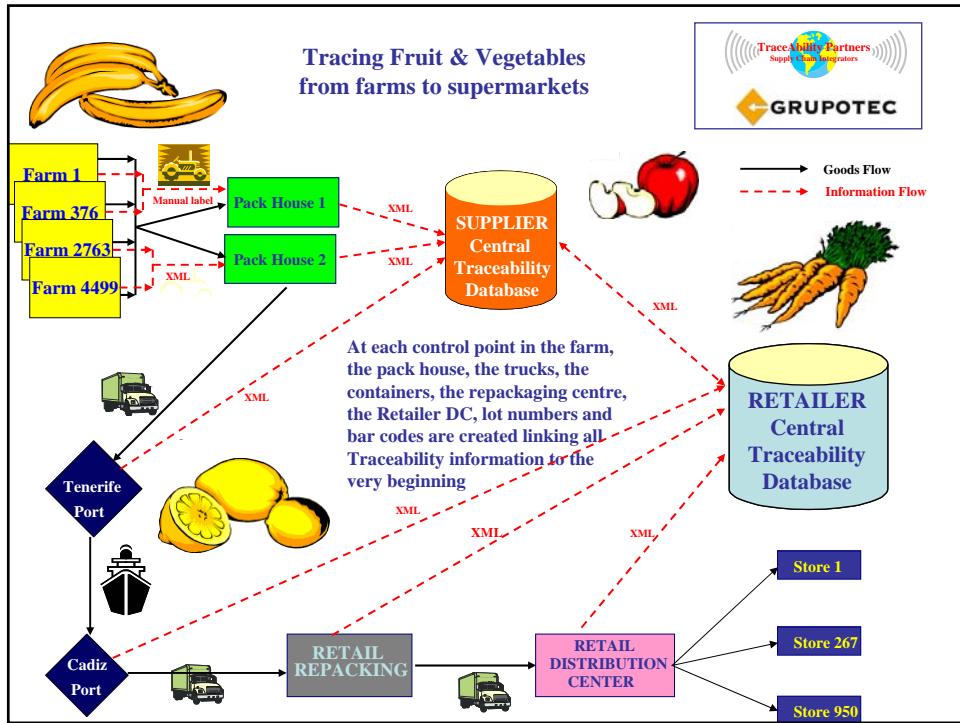 Tracing Fruit & Vegetables
from farms to supermarkets
TraceAbility Partners
Supply Chain Integrators
GRUPOTEC
Goods Flow
Information Flow
Farm 1
Farm 376
Farm 2763
Farm 4499
Manual label
XML
Pack House 1
Pack House 2
XML
XML
SUPPLIER
Central
Traceability
Database
XML
XML
At each control point in the farm,
the pack house, the trucks, the
containers, the repackaging centre,
the Retailer DC, lot numbers and
bar codes are created linking all
Traceability information to the
very beginning
RETAILER
Central
Traceability
Database
Tenerife
Port
XML
XML
XML
Cadiz
Port
RETAIL
REPACKING
RETAIL
DISTRIBUTION
CENTER
Store 1
Store 267
Store 950